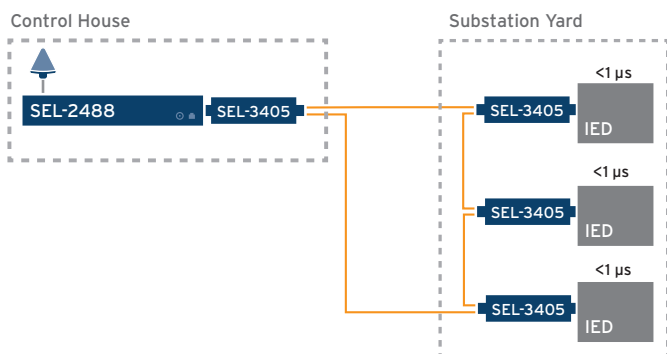 Control House
Substation Yard
SEL-2488
SEL-3405
<1 µs
SEL-3405
IED
<1 µs
SEL-3405
IED
<1 µs
SEL-3405
IED